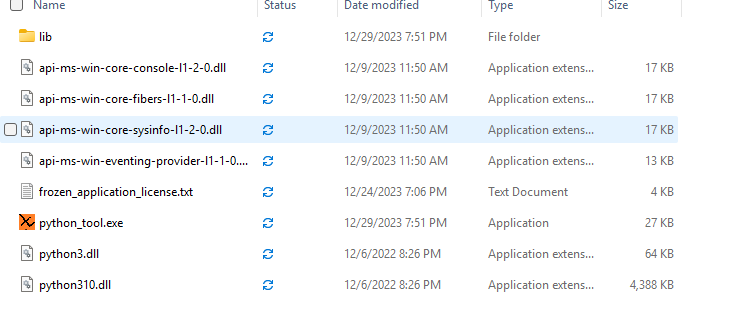 Name Status Date modified Type Size
lib 12/29/2023 7:51 PM File folder
api-ms-win-core-console-l1-2-0.dll 12/9/2023 11:50 AM Application extens... 17 KB
api-ms-win-core-fibers-l1-1-0.dll 12/9/2023 11:50 AM Application extens... 17 KB
api-ms-win-core-sysinfo-l1-2-0.dll 12/9/2023 11:50 AM Application extens... 17 KB
api-ms-win-eventing-provider-l1-1-0.... 12/9/2023 11:50 AM Application extens... 13 KB
frozen_application_license.txt 12/24/2023 7:06 PM Text Document 4 KB
python_tool.exe 12/29/2023 7:51 PM Application 27 KB
python3.dll 12/6/2022 8:26 PM Application extens... 64 KB
python310.dll 12/6/2022 8:26 PM Application extens... 4,388 KB